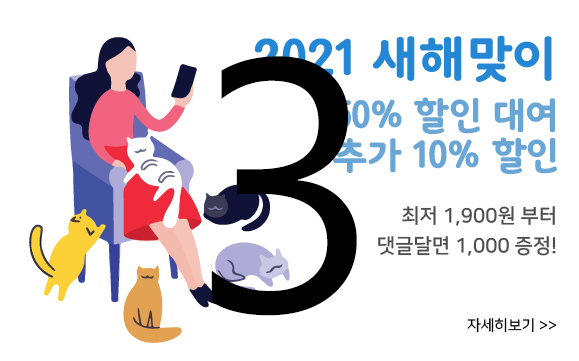 2021 새해맞이
50% 할인 대여
추가 10% 할인
3
최저 1,900원 부터
댓글달면 1,000 증정!
자세히보기 >>